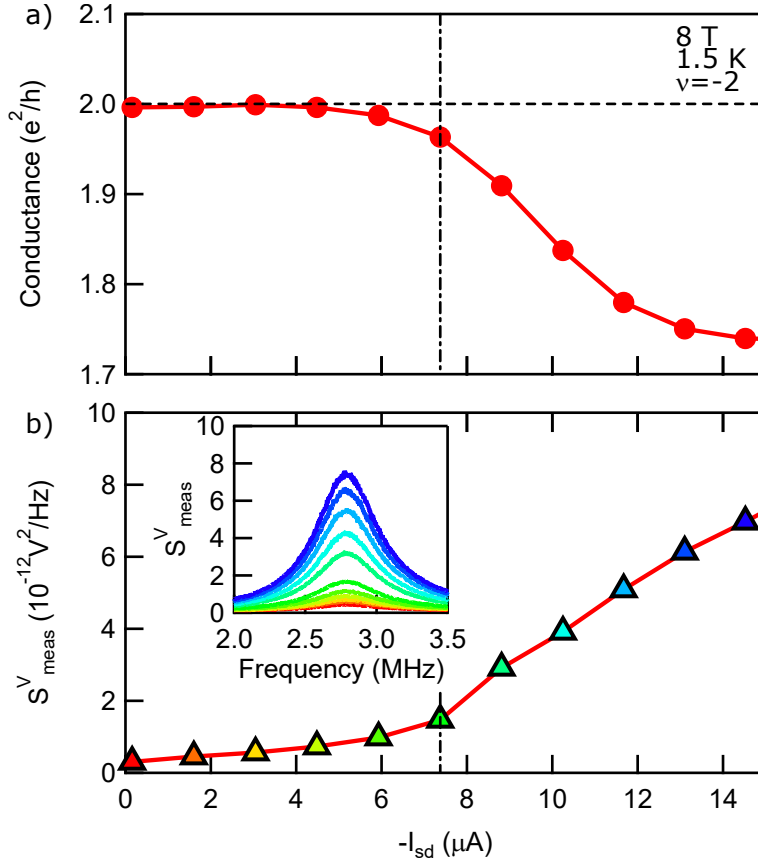 a)
8 T
1.5 K
ν=-2
2.1
2.0
1.9
1.8
1.7
Conductance (e²/h)
b)
10
8
6
4
2
0
S^V_meas (10^-12 V²/Hz)
10
8
6
4
2
0
S^V_meas
2.0 2.5 3.0 3.5
Frequency (MHz)
0 2 4 6 8 10 12 14
-I_sd (μA)